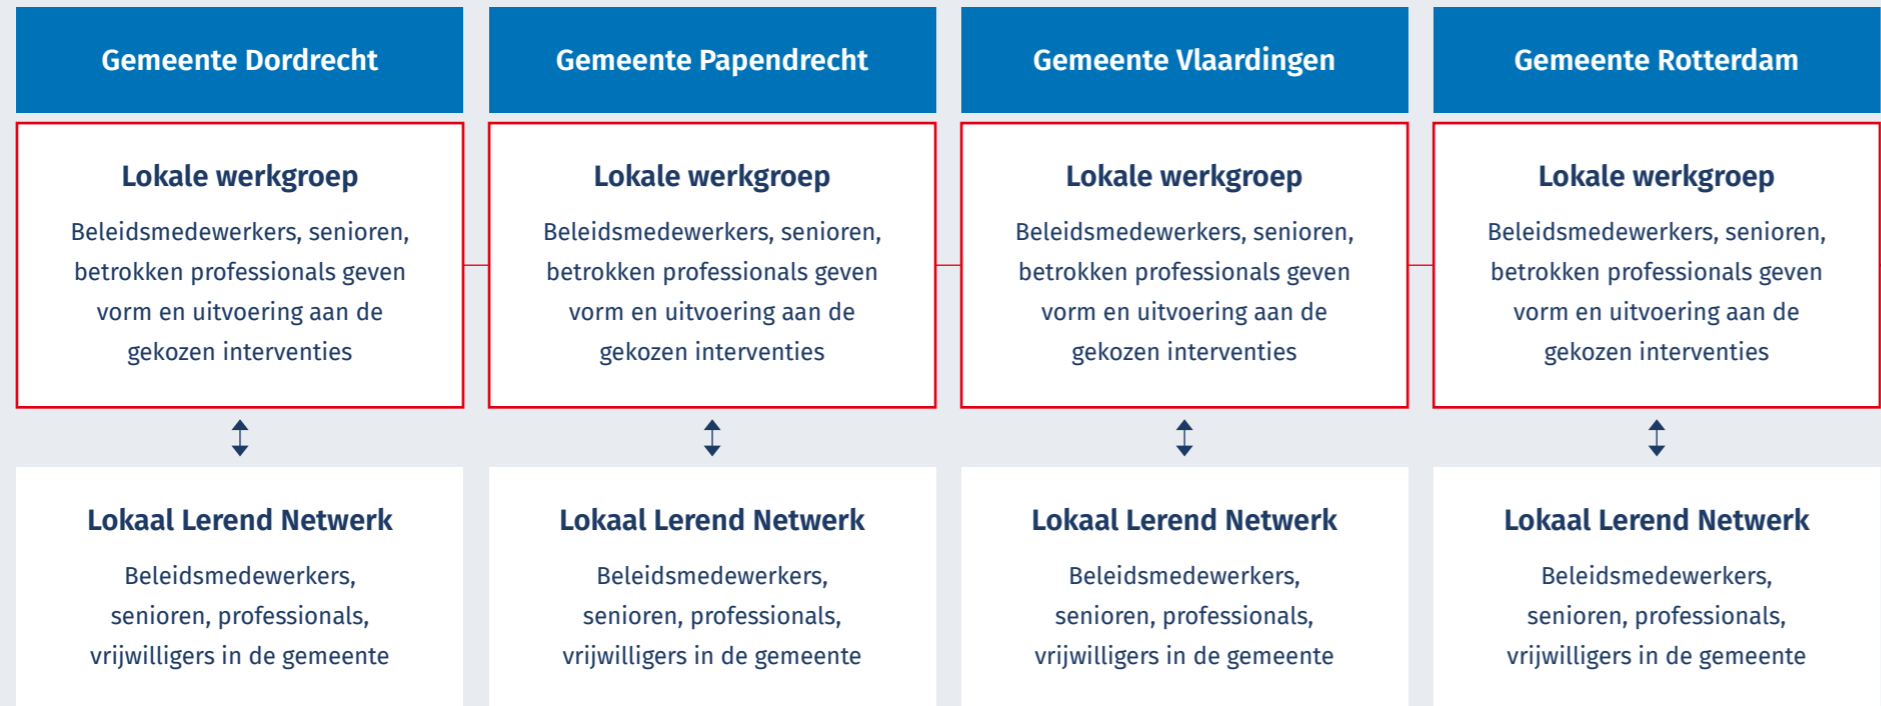 Gemeente Dordrecht
Lokale werkgroep
Beleidsmedewerkers, senioren,
betrokken professionals geven
vorm en uitvoering aan de
gekozen interventies
Lokaal Lerend Netwerk
Beleidsmedewerkers,
senioren, professionals,
vrijwilligers in de gemeente
Gemeente Papendrecht
Lokale werkgroep
Beleidsmedewerkers, senioren,
betrokken professionals geven
vorm en uitvoering aan de
gekozen interventies
Lokaal Lerend Netwerk
Beleidsmedewerkers,
senioren, professionals,
vrijwilligers in de gemeente
Gemeente Vlaardingen
Lokale werkgroep
Beleidsmedewerkers, senioren,
betrokken professionals geven
vorm en uitvoering aan de
gekozen interventies
Lokaal Lerend Netwerk
Beleidsmedewerkers,
senioren, professionals,
vrijwilligers in de gemeente
Gemeente Rotterdam
Lokale werkgroep
Beleidsmedewerkers, senioren,
betrokken professionals geven
vorm en uitvoering aan de
gekozen interventies
Lokaal Lerend Netwerk
Beleidsmedewerkers,
senioren, professionals,
vrijwilligers in de gemeente